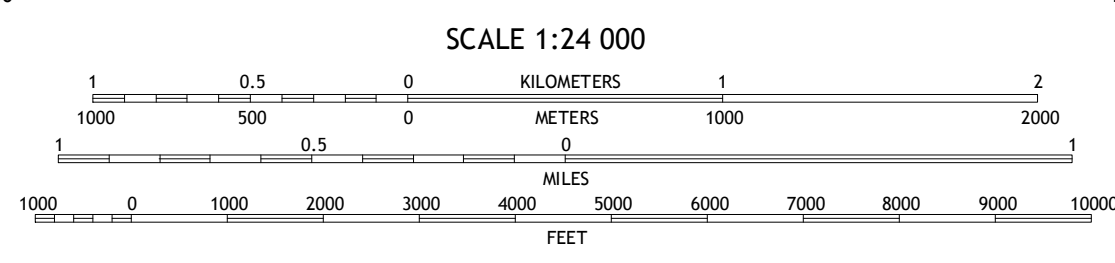 SCALE 1:24 000
1 0.5 0 KILOMETERS 1 2
1000 500 0 METERS 1000 2000
1 0.5 0 1
MILES
1000 0 1000 2000 3000 4000 5000 6000 7000 8000 9000 10000
FEET